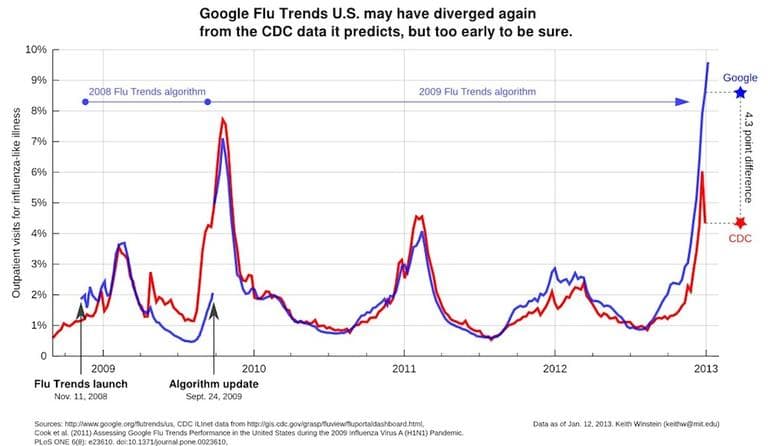 Google Flu Trends U.S. may have diverged again
from the CDC data it predicts, but too early to be sure.
Outpatient visits for influenza-like illness
10%
9%
8%
7%
6%
5%
4%
3%
2%
1%
0
2008 Flu Trends algorithm
2009 Flu Trends algorithm
Google
4.3 point difference
CDC
2009
2010
2011
2012
2013
Flu Trends launch
Nov. 11, 2008
Algorithm update
Sept. 24, 2009
Sources: http://www.google.org/flutrends/us, CDC ILInet data from http://gis.cdc.gov/grasp/fluview/fluportaldashboard.html,
Cook et al. (2011) Assessing Google Flu Trends Performance in the United States during the 2009 Influenza Virus A (H1N1) Pandemic.
PLoS ONE 6(8): e23610. doi:10.1371/journal.pone.0023610,
Data as of Jan. 12, 2013. Keith Winstein (keithw@mit.edu)